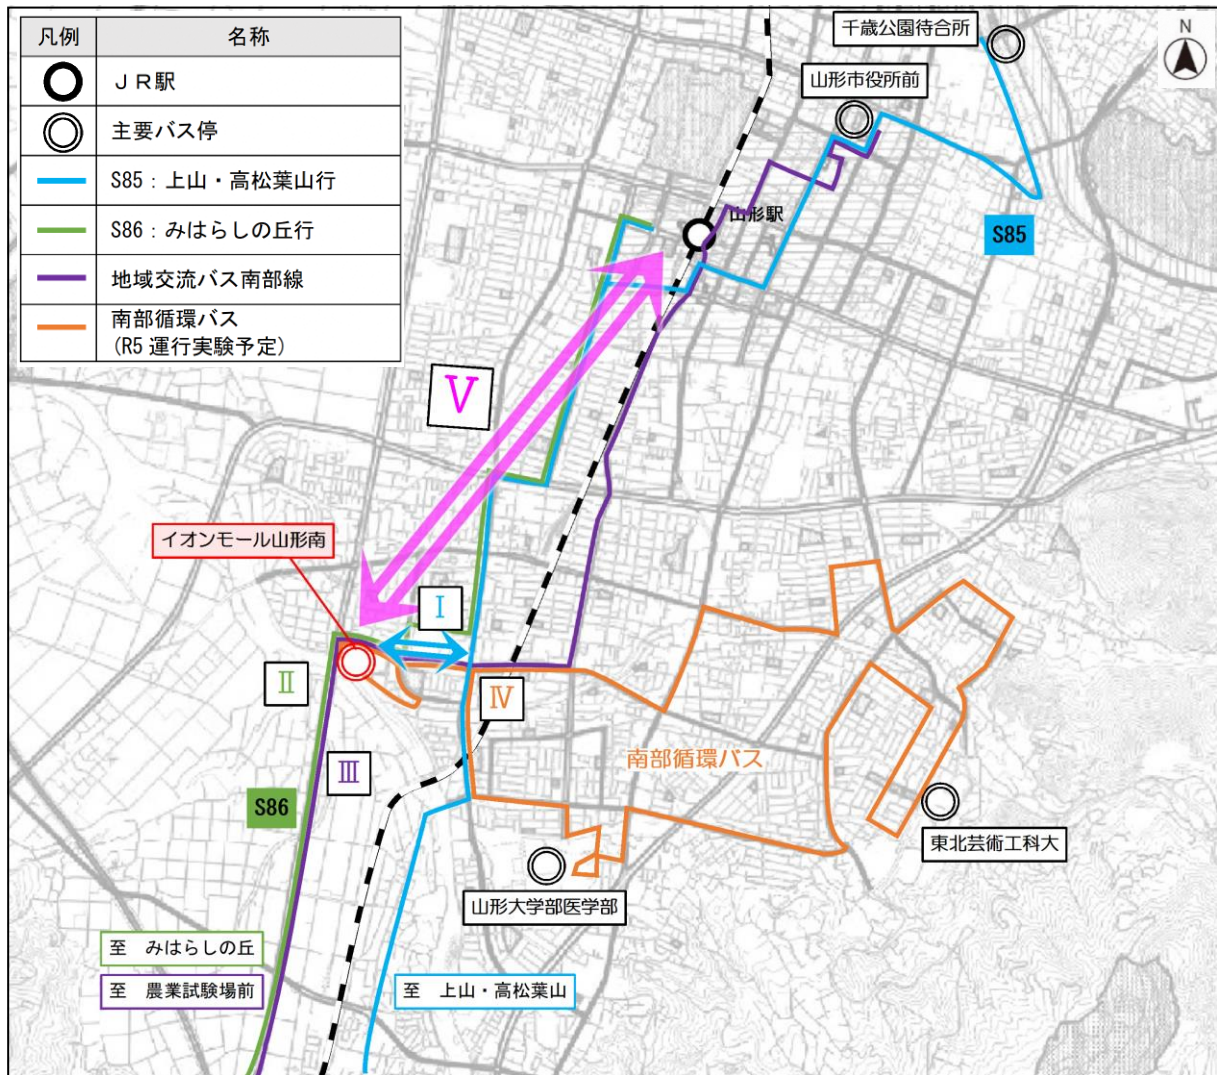 凡例 名称
ＪＲ駅
主要バス停
S85：上山・高松葉山行
S86：みはらしの丘行
地域交流バス南部線
南部循環バス
(R5 運行実験予定)
千歳公園待合所
N
山形市役所前
山形駅
S85
Ⅴ
イオンモール山形南
Ⅰ
Ⅱ
Ⅳ
Ⅲ
南部循環バス
S86
東北芸術工科大
山形大学部医学部
至　みはらしの丘
至　農業試験場前
至　上山・高松葉山